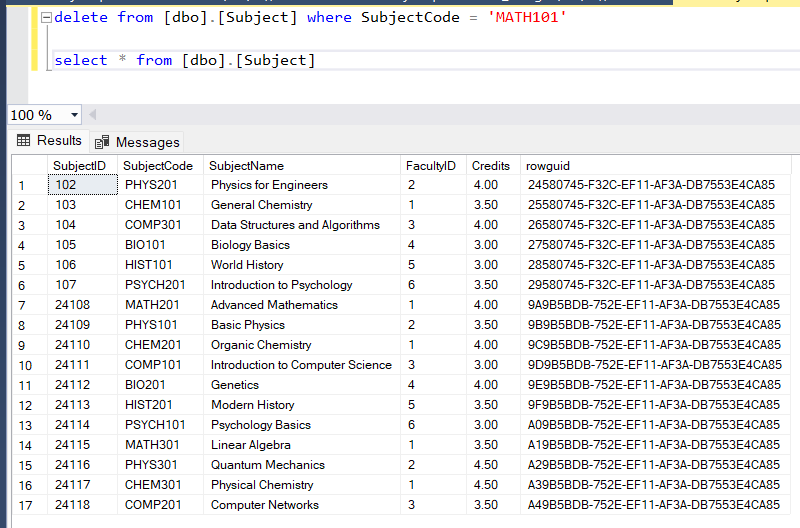 delete from [dbo].[Subject] where SubjectCode = 'MATH101'
select * from [dbo].[Subject]
100 %
Results Messages
SubjectID SubjectCode SubjectName FacultyID Credits rowguid
1 102 PHYS201 Physics for Engineers 2 4.00 24580745-F32C-EF11-AF3A-DB7553E4CA85
2 103 CHEM101 General Chemistry 1 3.50 25580745-F32C-EF11-AF3A-DB7553E4CA85
3 104 COMP301 Data Structures and Algorithms 3 4.00 26580745-F32C-EF11-AF3A-DB7553E4CA85
4 105 BIO101 Biology Basics 4 3.00 27580745-F32C-EF11-AF3A-DB7553E4CA85
5 106 HIST101 World History 5 3.00 28580745-F32C-EF11-AF3A-DB7553E4CA85
6 107 PSYCH201 Introduction to Psychology 6 3.50 29580745-F32C-EF11-AF3A-DB7553E4CA85
7 24108 MATH201 Advanced Mathematics 1 4.00 9A9B5BDB-752E-EF11-AF3A-DB7553E4CA85
8 24109 PHYS101 Basic Physics 2 3.50 9B9B5BDB-752E-EF11-AF3A-DB7553E4CA85
9 24110 CHEM201 Organic Chemistry 1 4.00 9C9B5BDB-752E-EF11-AF3A-DB7553E4CA85
10 24111 COMP101 Introduction to Computer Science 3 3.00 9D9B5BDB-752E-EF11-AF3A-DB7553E4CA85
11 24112 BIO201 Genetics 4 4.00 9E9B5BDB-752E-EF11-AF3A-DB7553E4CA85
12 24113 HIST201 Modern History 5 3.50 9F9B5BDB-752E-EF11-AF3A-DB7553E4CA85
13 24114 PSYCH101 Psychology Basics 6 3.00 A09B5BDB-752E-EF11-AF3A-DB7553E4CA85
14 24115 MATH301 Linear Algebra 1 3.50 A19B5BDB-752E-EF11-AF3A-DB7553E4CA85
15 24116 PHYS301 Quantum Mechanics 2 4.50 A29B5BDB-752E-EF11-AF3A-DB7553E4CA85
16 24117 CHEM301 Physical Chemistry 1 4.50 A39B5BDB-752E-EF11-AF3A-DB7553E4CA85
17 24118 COMP201 Computer Networks 3 3.50 A49B5BDB-752E-EF11-AF3A-DB7553E4CA85